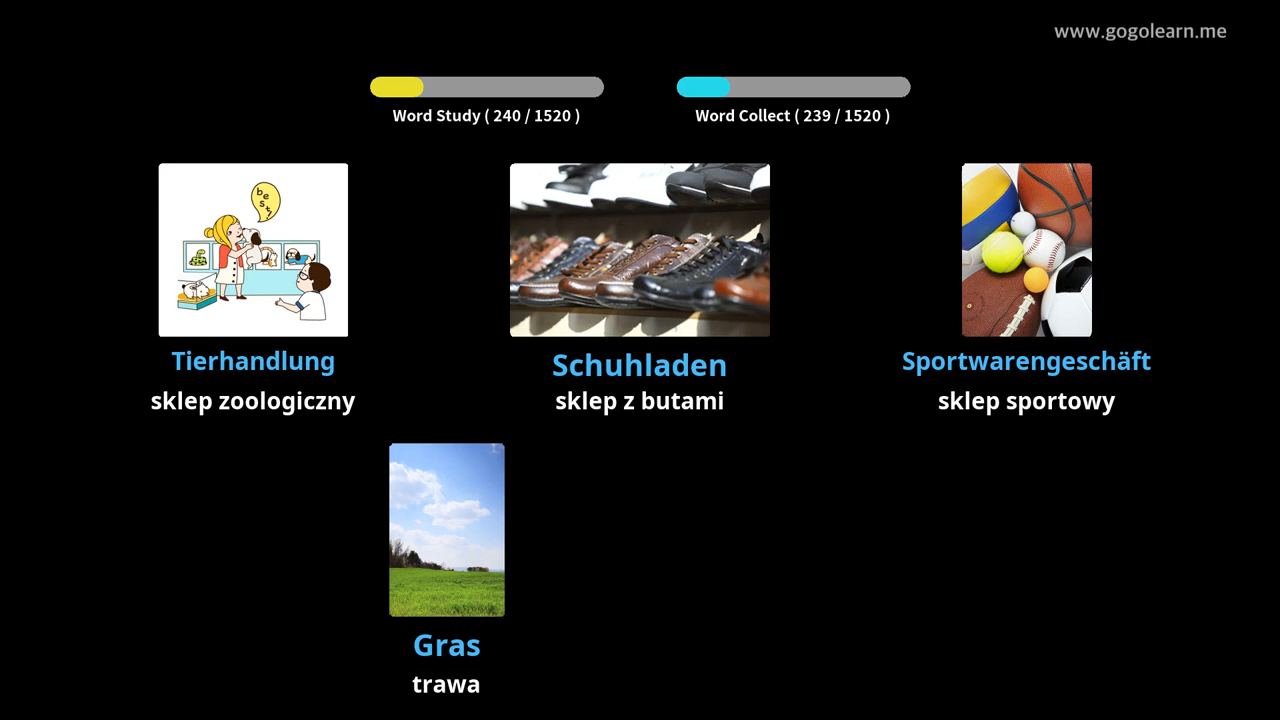 www.gogolearn.me
Word Study ( 240 / 1520 )
Word Collect ( 239 / 1520 )
best
Tierhandlung
Schuhladen
Sportwarengeschäft
sklep zoologiczny
sklep z butami
sklep sportowy
Gras
trawa